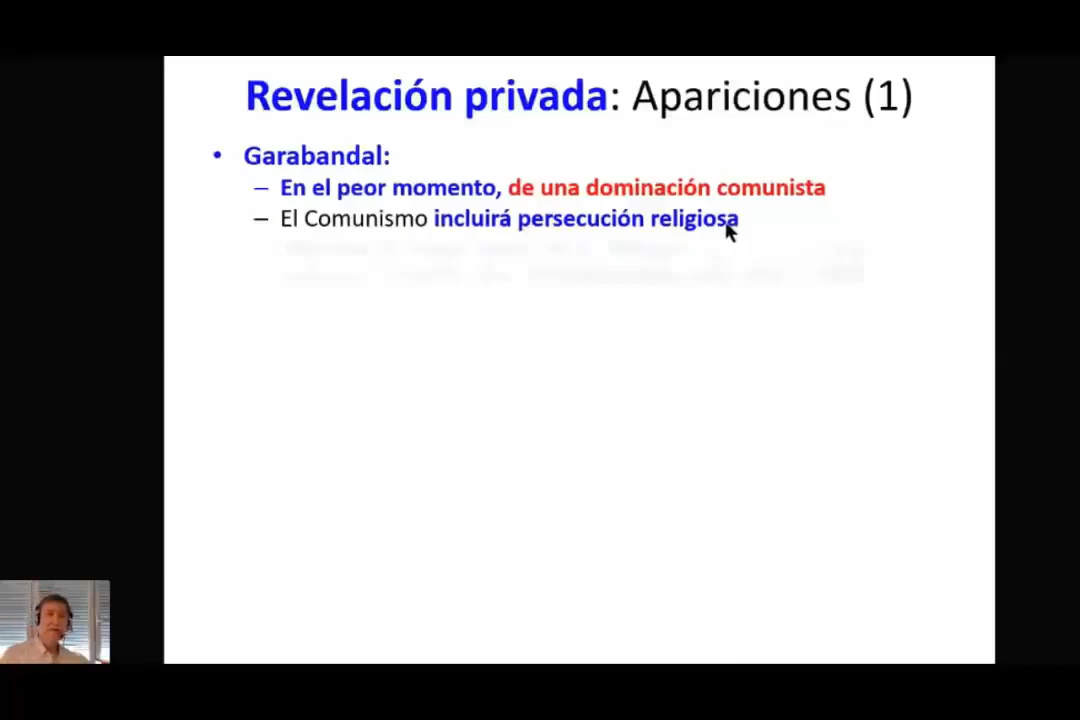 Revelación privada: Apariciones (1)
• Garabandal:
– En el peor momento, de una dominación comunista
– El Comunismo incluirá persecución religiosa